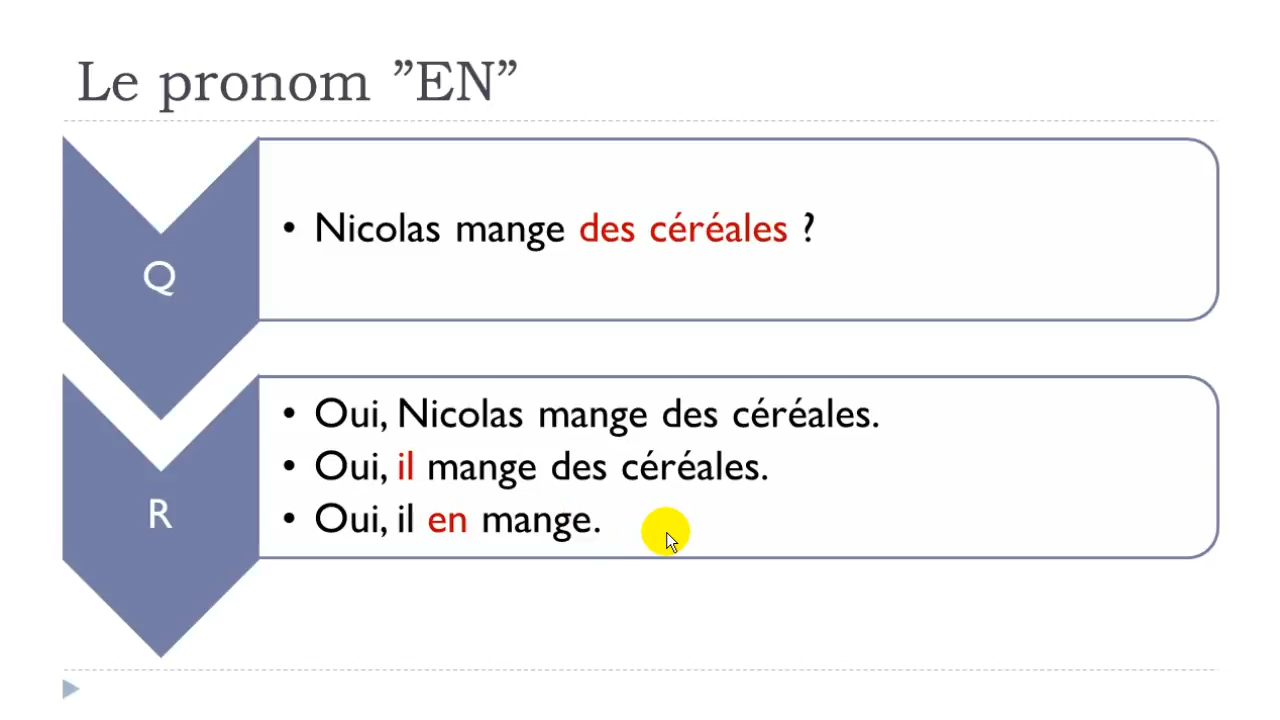 Le pronom ”EN”
Q
• Nicolas mange des céréales ?
R
• Oui, Nicolas mange des céréales.
• Oui, il mange des céréales.
• Oui, il en mange.